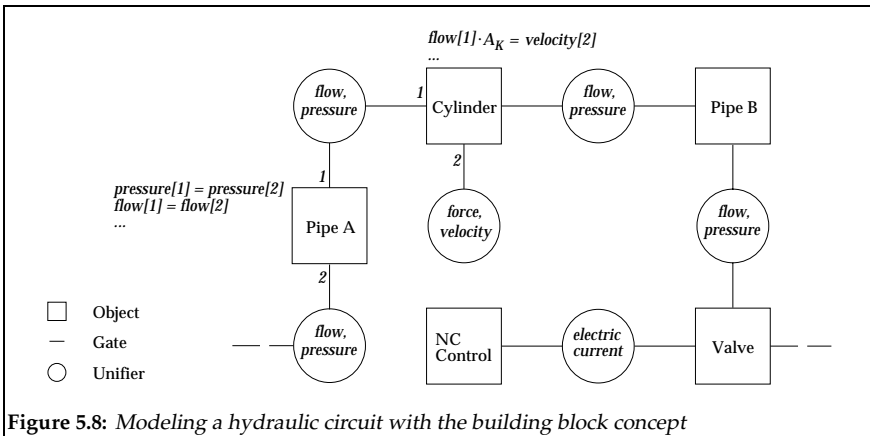 flow[1]·A_K = velocity[2]
...
flow,
pressure
1
Cylinder
flow,
pressure
Pipe B
2
1
pressure[1] = pressure[2]
flow[1] = flow[2]
...
Pipe A
force,
velocity
flow,
pressure
2
Object
Gate
Unifier
flow,
pressure
NC
Control
electric
current
Valve
Figure 5.8: Modeling a hydraulic circuit with the building block concept